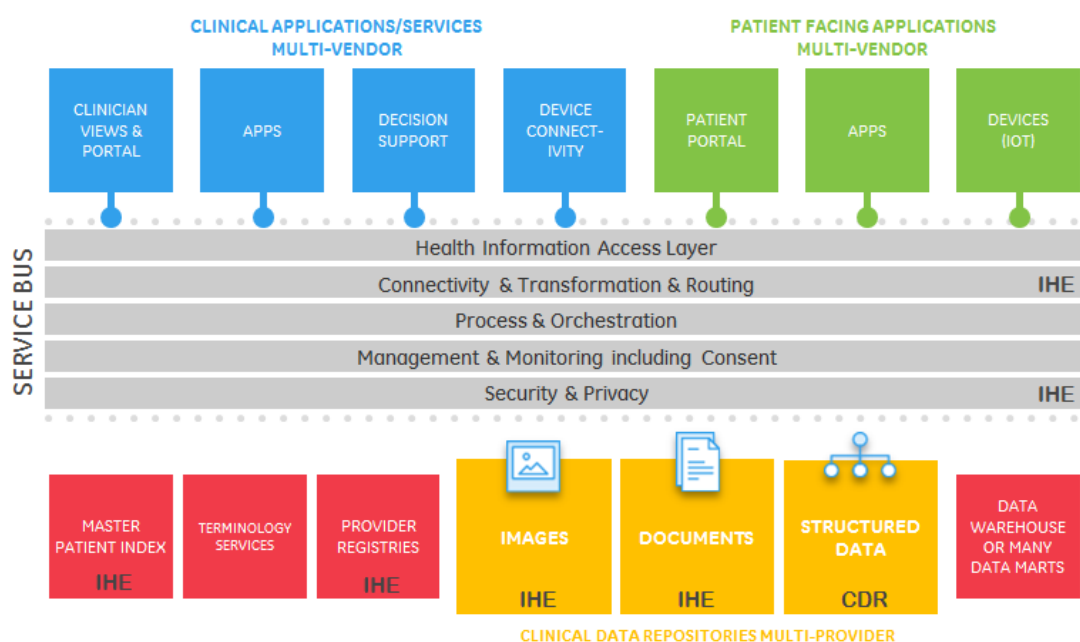 CLINICAL APPLICATIONS/SERVICES
MULTI-VENDOR
PATIENT FACING APPLICATIONS
MULTI-VENDOR
CLINICIAN
VIEWS &
PORTAL
APPS
DECISION
SUPPORT
DEVICE
CONNECT-
IVITY
PATIENT
PORTAL
APPS
DEVICES
(IOT)
SERVICE BUS
Health Information Access Layer
Connectivity & Transformation & Routing
IHE
Process & Orchestration
Management & Monitoring including Consent
Security & Privacy
IHE
MASTER
PATIENT INDEX
IHE
TERMINOLOGY
SERVICES
PROVIDER
REGISTRIES
IHE
IMAGES
IHE
DOCUMENTS
IHE
STRUCTURED
DATA
CDR
DATA
WAREHOUSE
OR MANY
DATA MARTS
CLINICAL DATA REPOSITORIES MULTI-PROVIDER